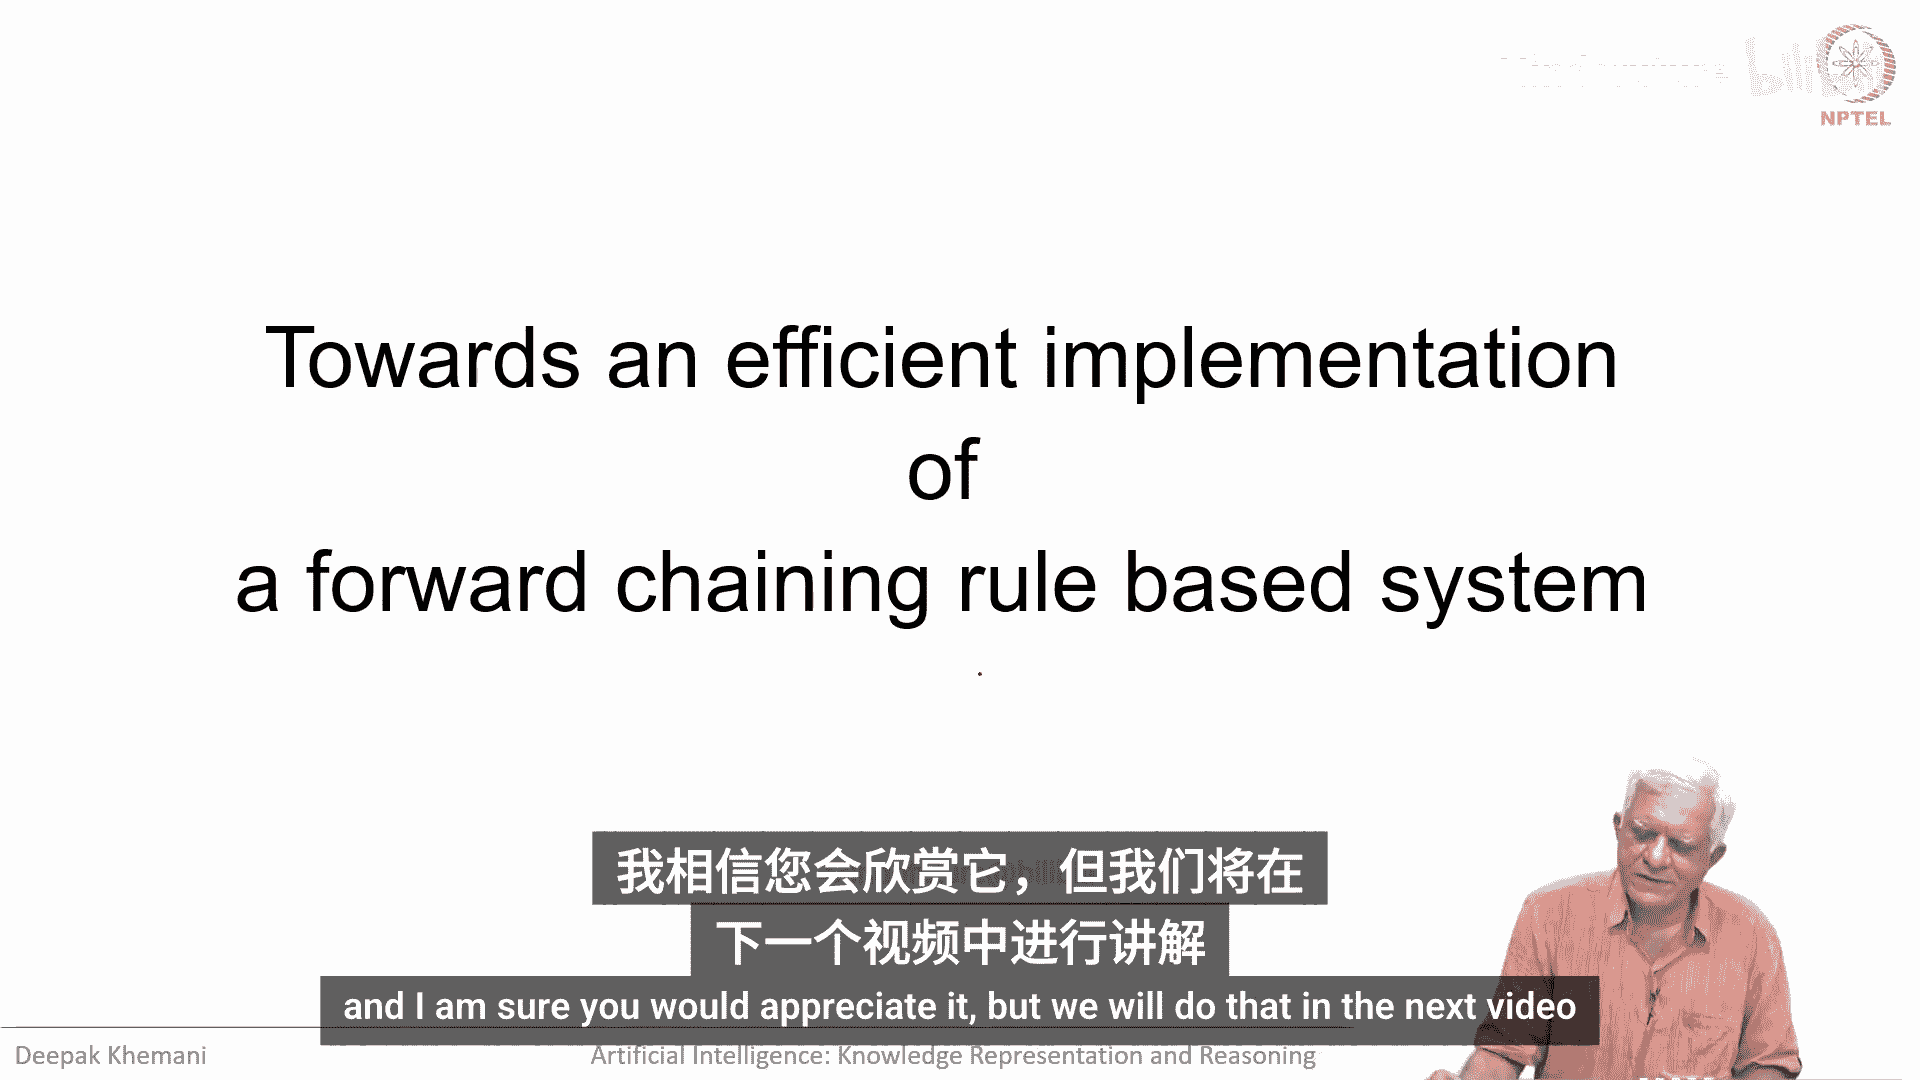 NPTEL
Towards an efficient implementation
of
a forward chaining rule based system
我相信您会欣赏它，但我们将在
下一个视频中进行讲解
and I am sure you would appreciate it, but we will do that in the next video
Deepak Khemani
Artificial Intelligence: Knowledge Representation and Reasoning